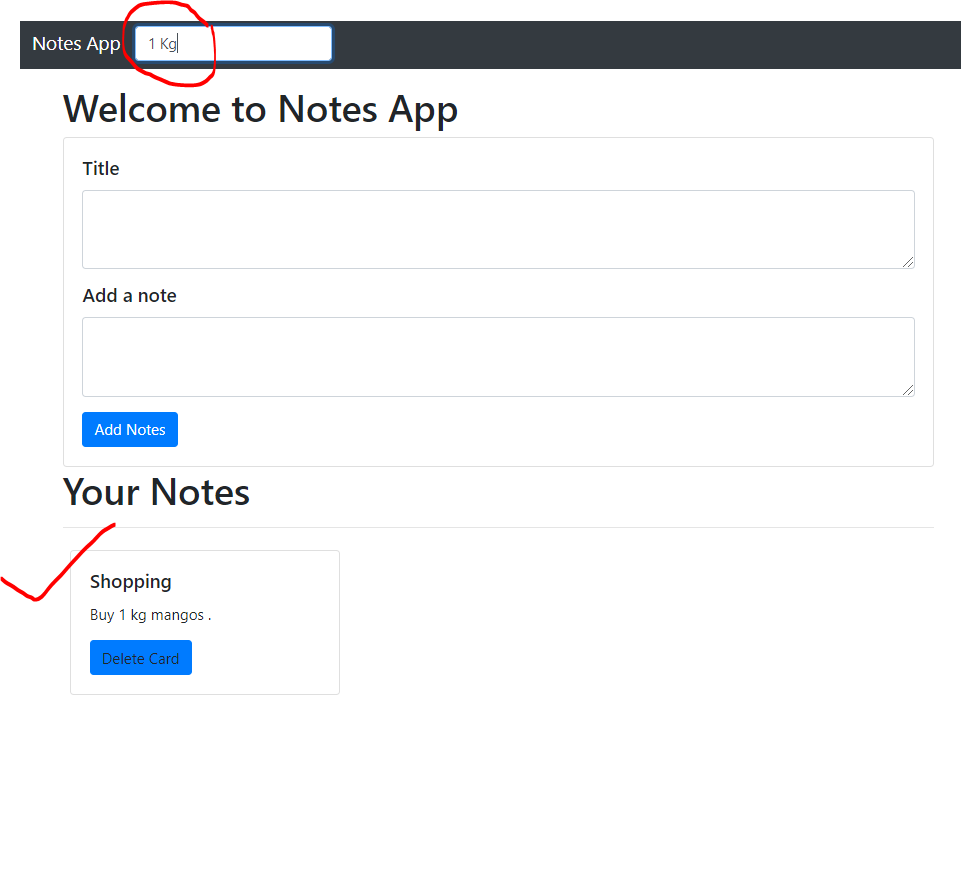 Notes App 1 Kg
Welcome to Notes App
Title
Add a note
Add Notes
Your Notes
Shopping
Buy 1 kg mangos .
Delete Card